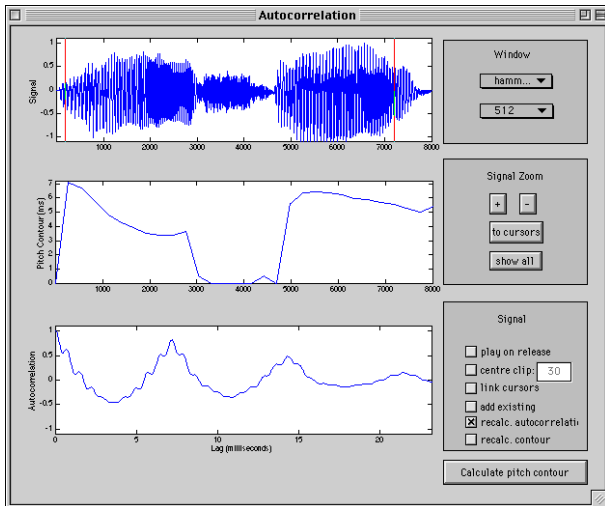 Autocorrelation
Signal
1
0.5
0
-0.5
-1
0 1000 2000 3000 4000 5000 6000 7000 8000
Window
hamm...
512
Pitch Contour (ms)
7
6
5
4
3
2
1
0
0 1000 2000 3000 4000 5000 6000 7000 8000
Signal Zoom
+ -
to cursors
show all
Autocorrelation
1
0.5
0
-0.5
-1
0 5 10 15 20
Lag (milliseconds)
Signal
play on release
centre clip: 30
link cursors
add existing
recalc. autocorrelati
recalc. contour
Calculate pitch contour